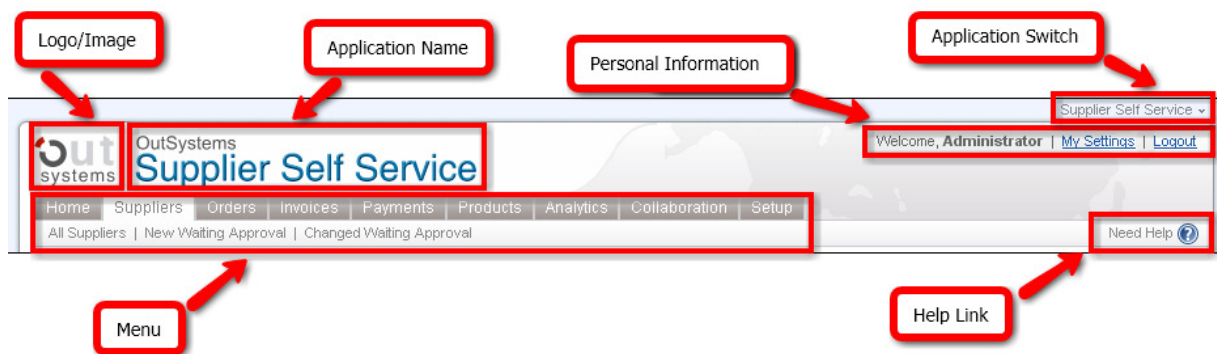 Logo/Image
Application Name
Personal Information
Application Switch
Supplier Self Service
Out
systems
OutSystems
Supplier Self Service
Welcome, Administrator | My Settings | Logout
Home Suppliers Orders Invoices Payments Products Analytics Collaboration Setup
All Suppliers | New Waiting Approval | Changed Waiting Approval
Need Help ?
Menu
Help Link